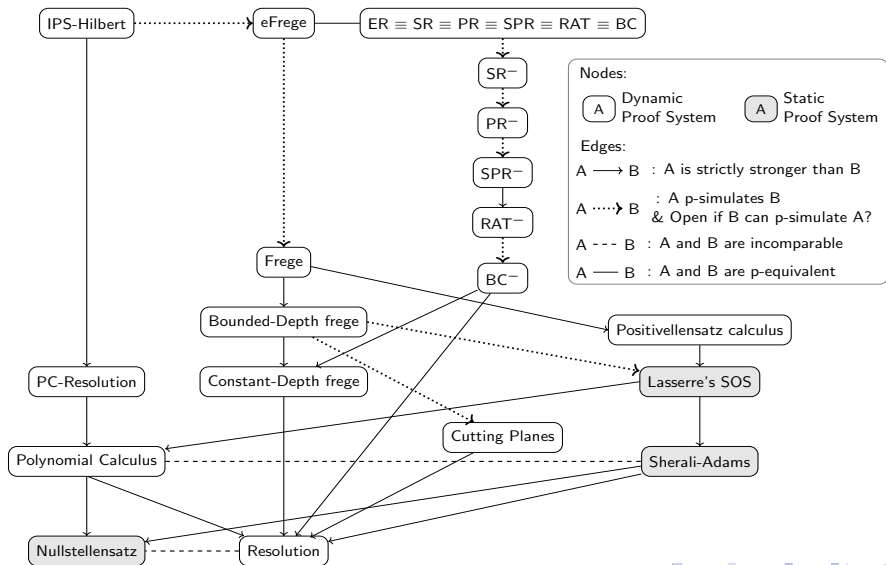 IPS-Hilbert
eFrege
ER ≡ SR ≡ PR ≡ SPR ≡ RAT ≡ BC
SR−
PR−
SPR−
RAT−
BC−
Nodes:
A
Dynamic
Proof System
A
Static
Proof System
Edges:
A B : A is strictly stronger than B
A B : A p-simulates B
& Open if B can p-simulate A?
A B : A and B are incomparable
A B : A and B are p-equivalent
Frege
Bounded-Depth frege
Positivellensatz calculus
PC-Resolution
Constant-Depth frege
Lasserre's SOS
Cutting Planes
Polynomial Calculus
Sherali-Adams
Nullstellensatz
Resolution